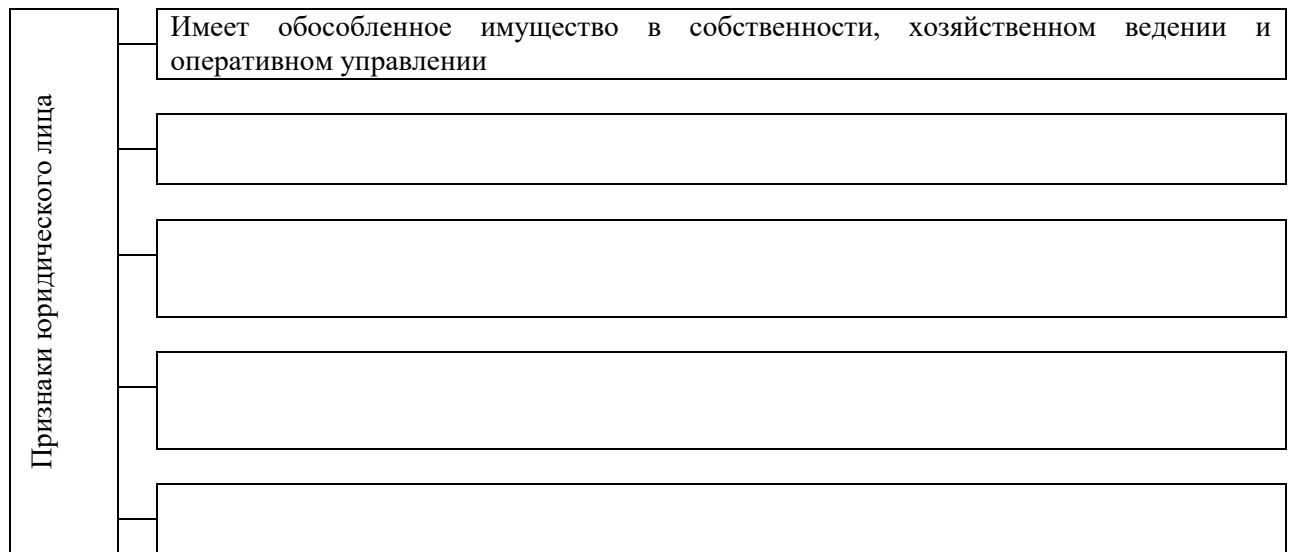 Имеет обособленное имущество в собственности, хозяйственном ведении и
оперативном управлении
Признаки юридического лица